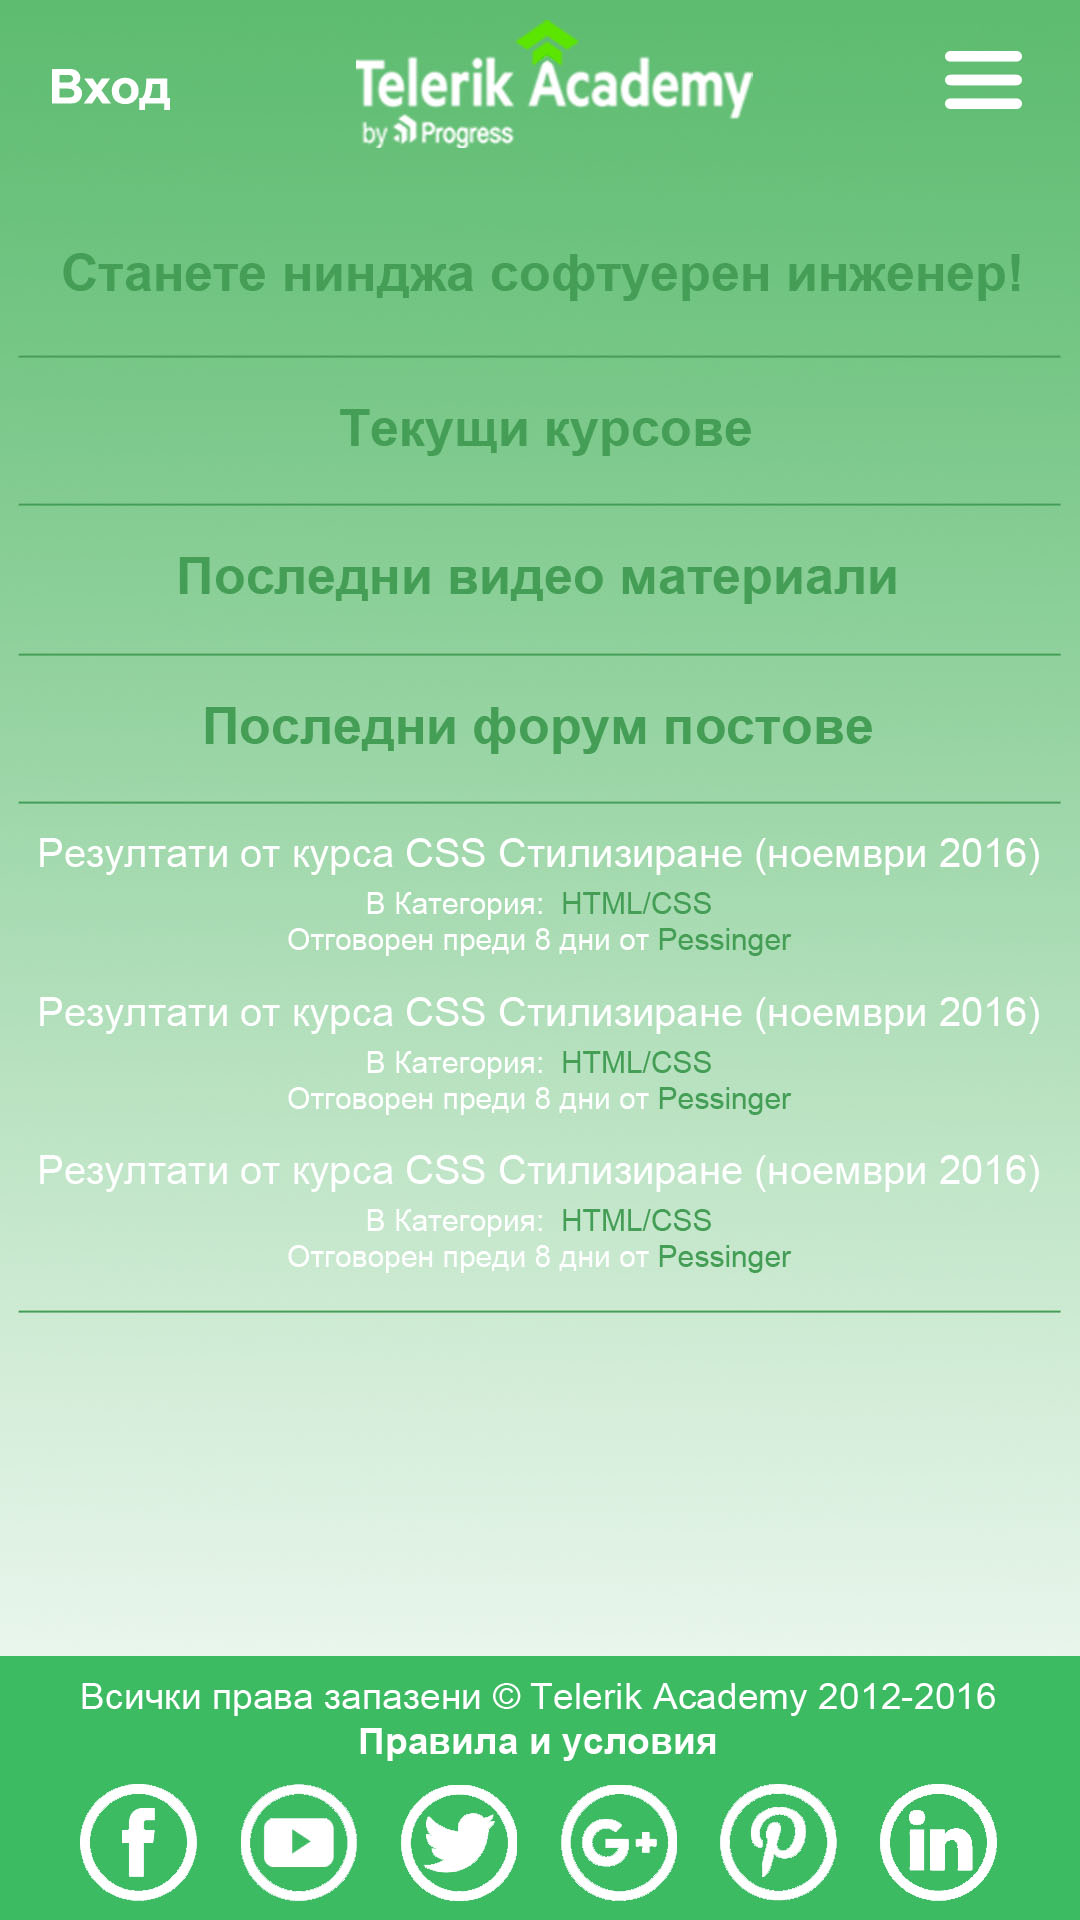 Вход
Telerik Academy
by Progress
Станете нинджа софтуерен инженер!
Текущи курсове
Последни видео материали
Последни форум постове
Резултати от курса CSS Стилизиране (ноември 2016)
В Категория: HTML/CSS
Отговорен преди 8 дни от Pessinger
Резултати от курса CSS Стилизиране (ноември 2016)
В Категория: HTML/CSS
Отговорен преди 8 дни от Pessinger
Резултати от курса CSS Стилизиране (ноември 2016)
В Категория: HTML/CSS
Отговорен преди 8 дни от Pessinger
Всички права запазени © Telerik Academy 2012-2016
Правила и условия